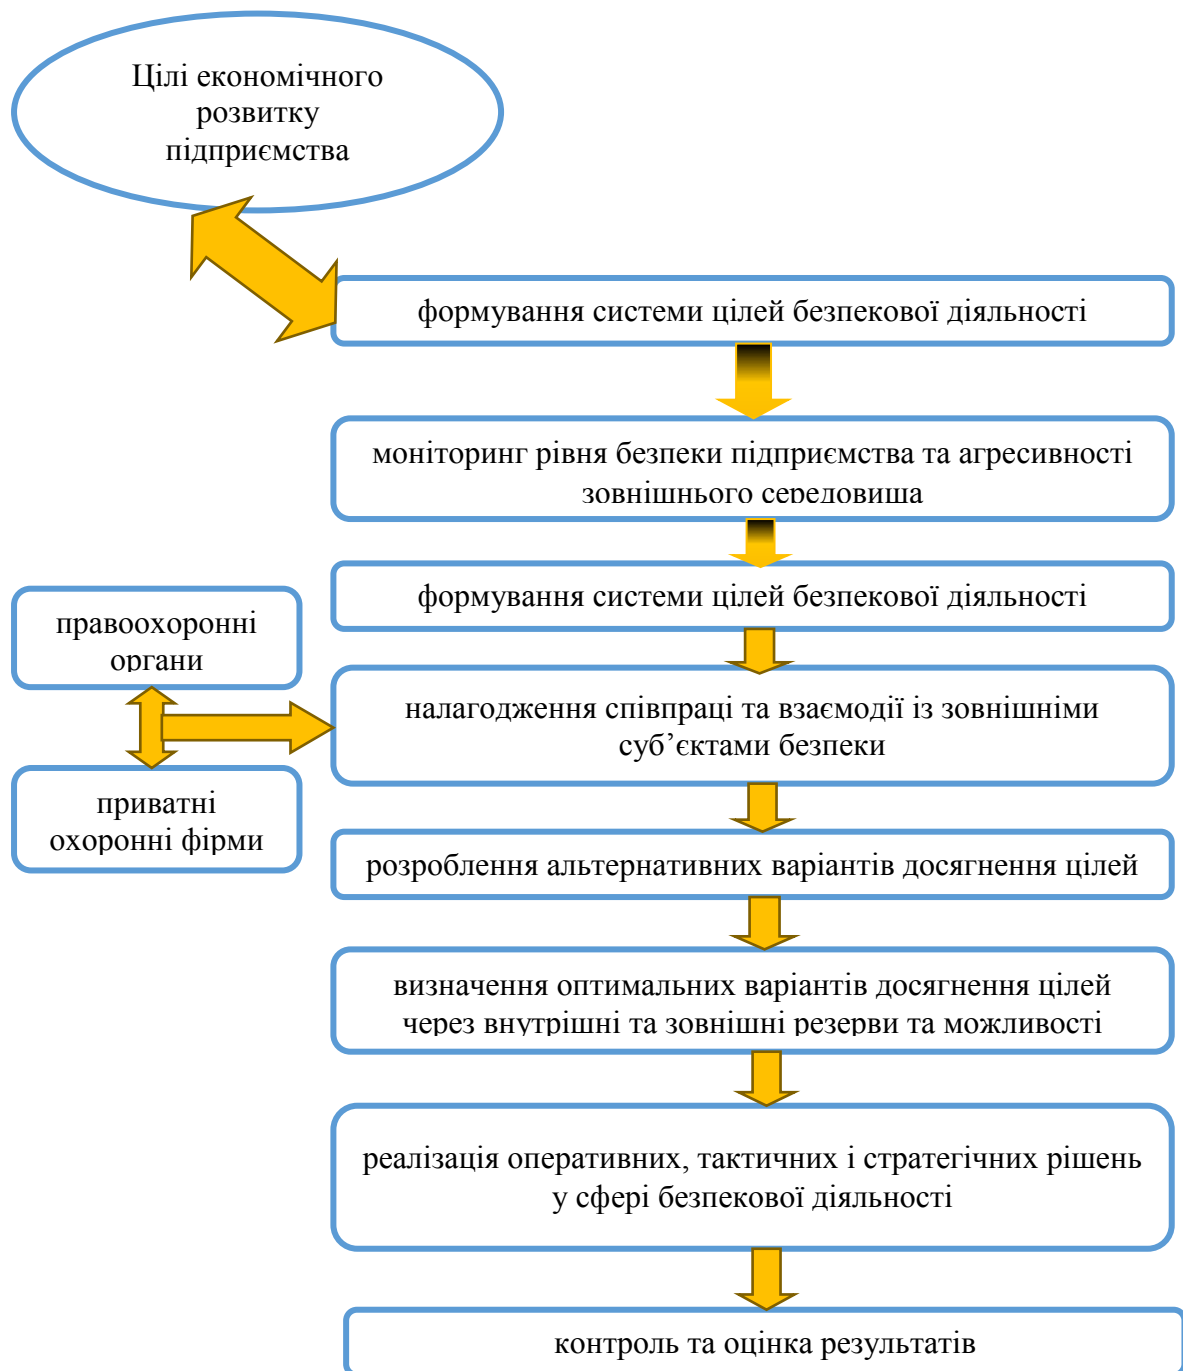 Цілі економічного
розвитку
підприємства
формування системи цілей безпекової діяльності
моніторинг рівня безпеки підприємства та агресивності
зовнішнього середовища
формування системи цілей безпекової діяльності
правоохоронні
органи
налагодження співпраці та взаємодії із зовнішніми
суб’єктами безпеки
приватні
охоронні фірми
розроблення альтернативних варіантів досягнення цілей
визначення оптимальних варіантів досягнення цілей
через внутрішні та зовнішні резерви та можливості
реалізація оперативних, тактичних і стратегічних рішень
у сфері безпекової діяльності
контроль та оцінка результатів